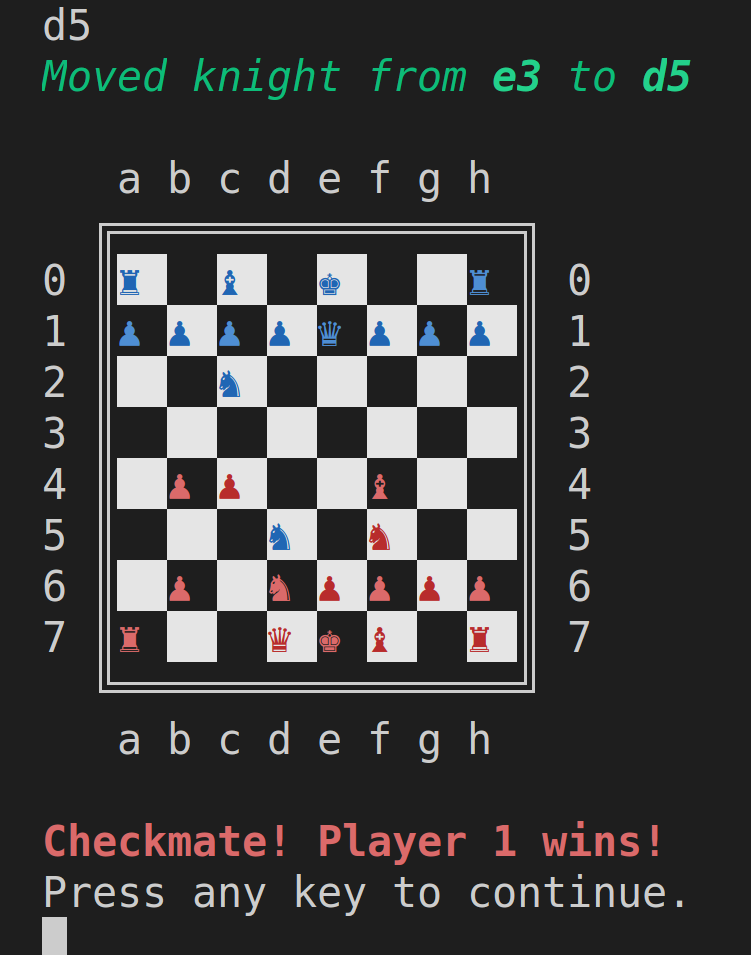 d5
Moved knight from e3 to d5
a b c d e f g h
0 ♜ ♝ ♚ ♜ 0
1 ♟ ♟ ♟ ♟ ♛ ♟ ♟ ♟ 1
2 ♞ 2
3 3
4 ♟ ♟ ♝ 4
5 ♞ ♞ 5
6 ♟ ♞ ♟ ♟ ♟ ♟ 6
7 ♜ ♛ ♚ ♝ ♜ 7
a b c d e f g h
Checkmate! Player 1 wins!
Press any key to continue.